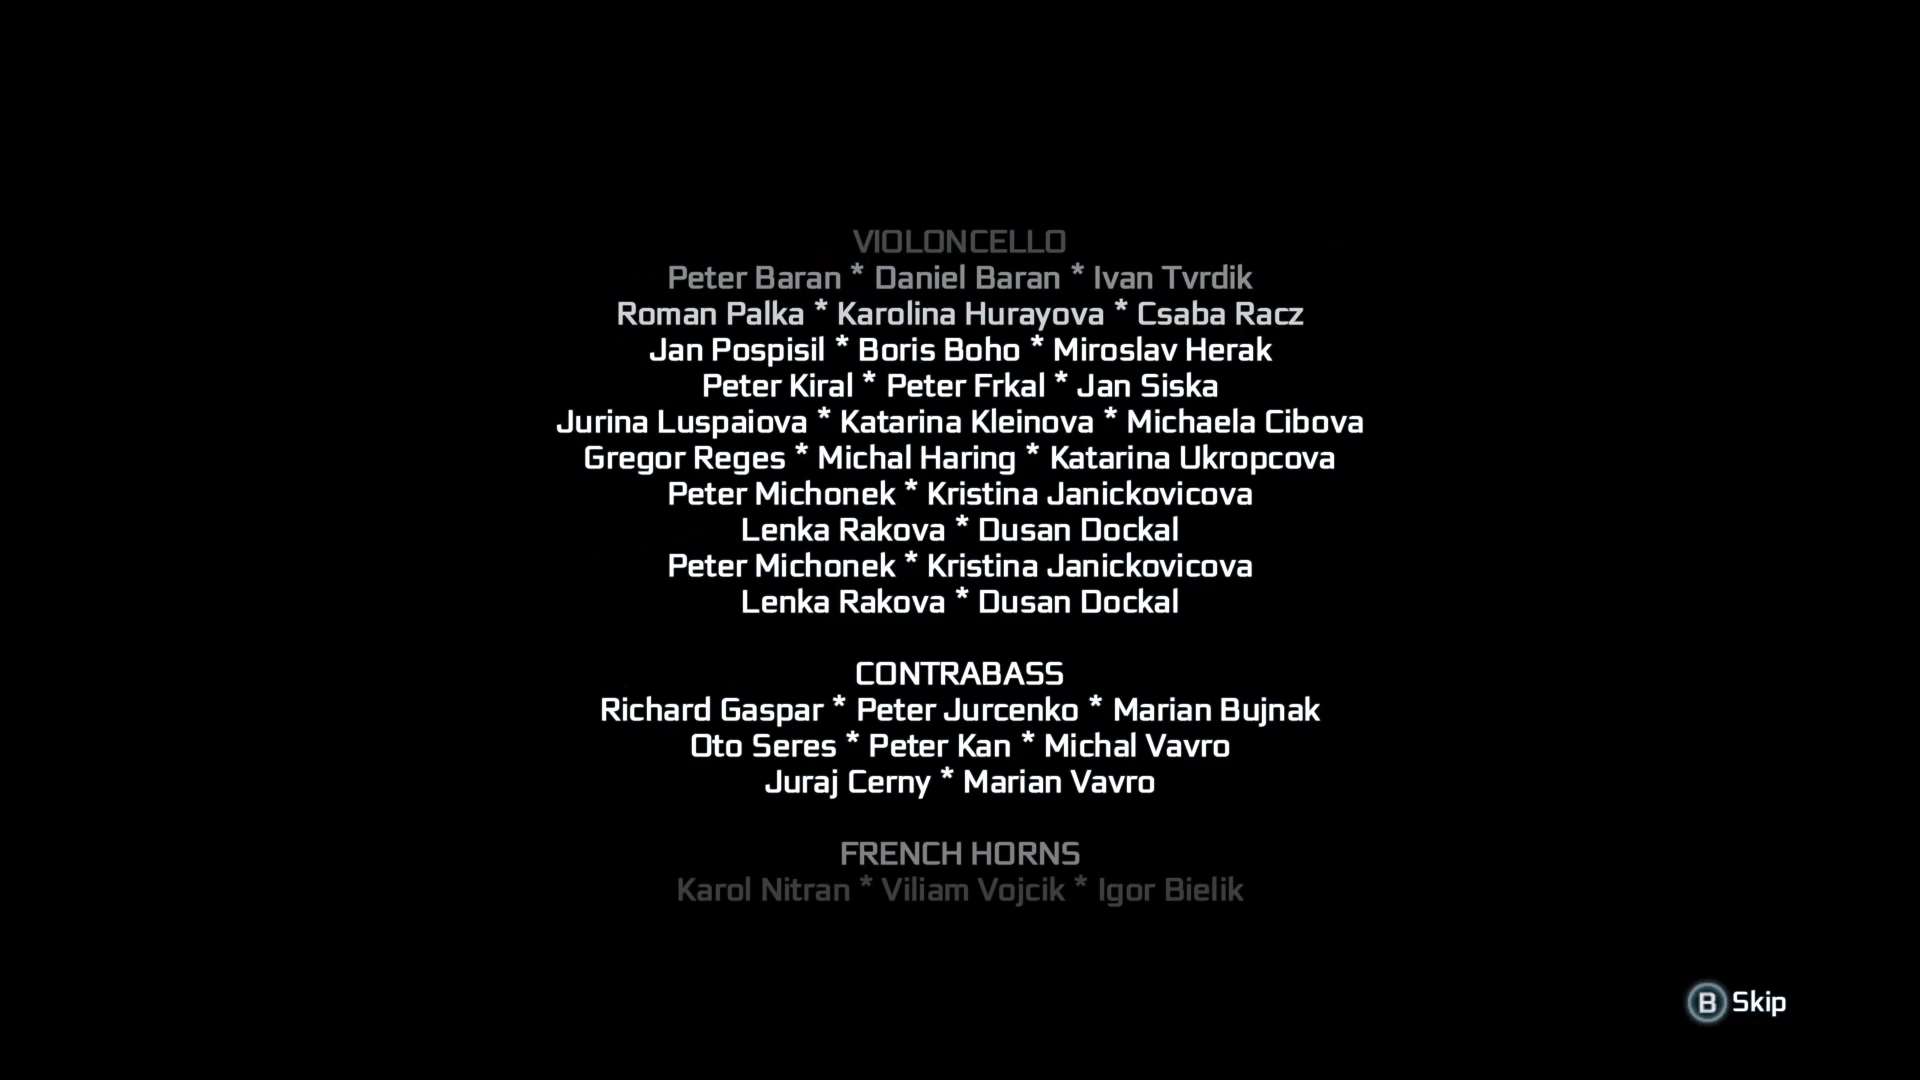 VIOLONCELLO
Peter Baran * Daniel Baran * Ivan Tvrdik
Roman Palka * Karolina Hurayova * Csaba Racz
Jan Pospisil * Boris Boho * Miroslav Herak
Peter Kiral * Peter Frkal * Jan Siska
Jurina Luspaiova * Katarina Kleinova * Michaela Cibova
Gregor Reges * Michal Haring * Katarina Ukropcova
Peter Michonek * Kristina Janickovicova
Lenka Rakova * Dusan Dockal
Peter Michonek * Kristina Janickovicova
Lenka Rakova * Dusan Dockal
CONTRABASS
Richard Gaspar * Peter Jurcenko * Marian Bujnak
Oto Seres * Peter Kan * Michal Vavro
Juraj Cerny * Marian Vavro
FRENCH HORNS
Karol Nitran * Viliam Vojcik * Igor Bielik
B Skip